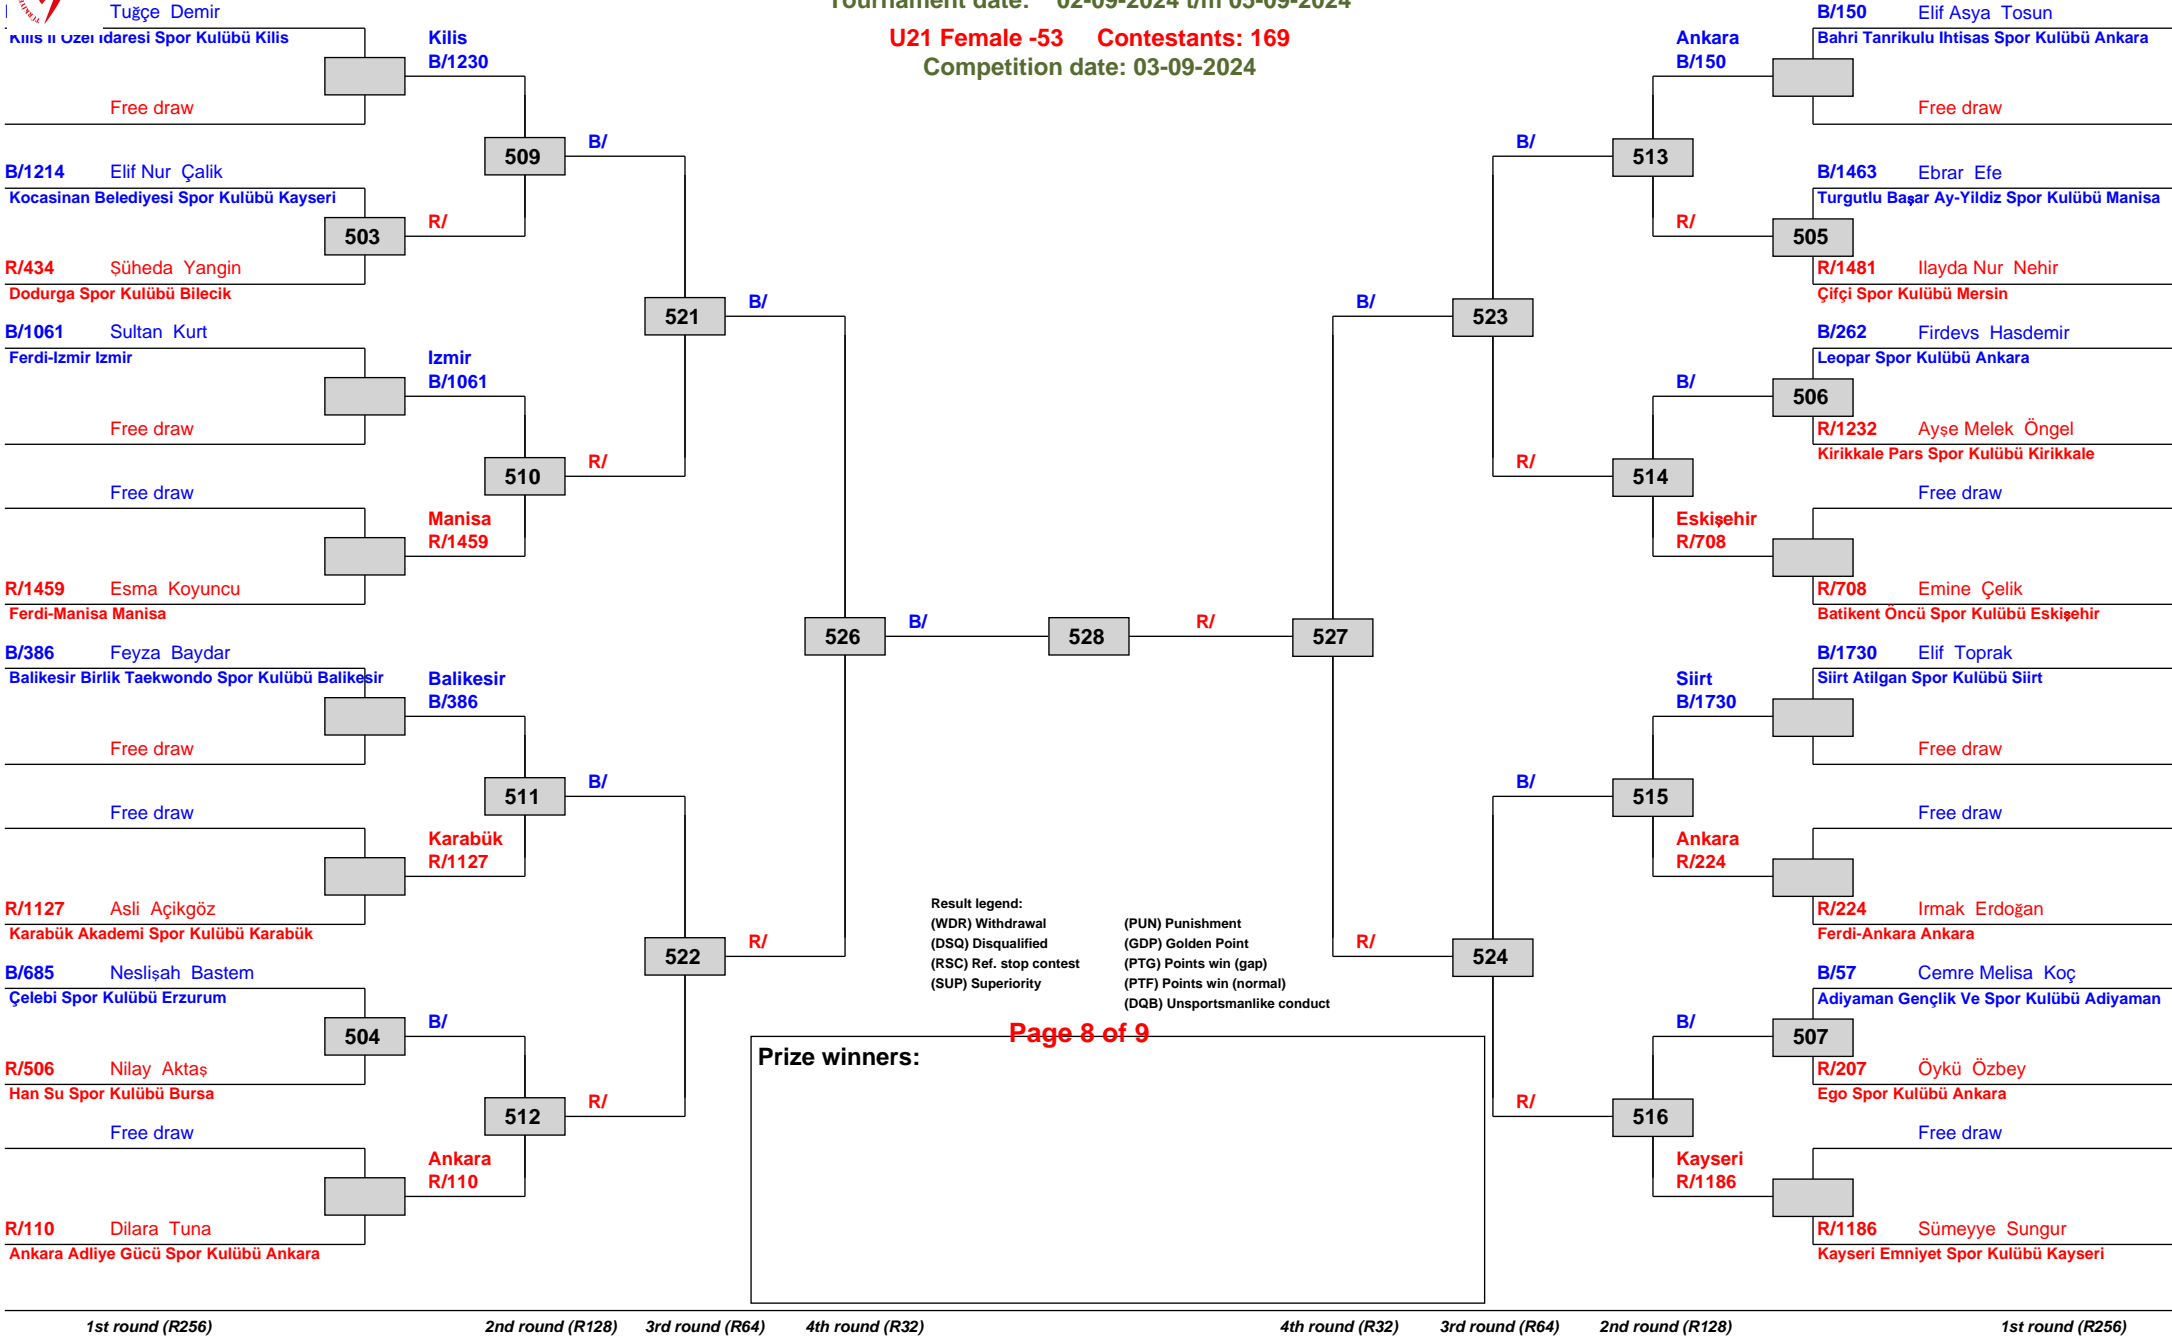 Tuğçe Demir
Kilis Il Özel Idaresi Spor Kulübü Kilis
Free draw
Kilis
B/1230
B/1214 Elif Nur Çalik
Kocasinan Belediyesi Spor Kulübü Kayseri
503
R/434 Şüheda Yangin
Dodurga Spor Kulübü Bilecik
R/
509
B/
B/1061 Sultan Kurt
Ferdi-Izmir Izmir
Free draw
Izmir
B/1061
Free draw
R/1459 Esma Koyuncu
Ferdi-Manisa Manisa
Manisa
R/1459
510
R/
521
B/
B/386 Feyza Baydar
Balikesir Birlik Taekwondo Spor Kulübü Balikesir
Free draw
Balikesir
B/386
Free draw
R/1127 Asli Açikgöz
Karabük Akademi Spor Kulübü Karabük
Karabük
R/1127
511
B/
B/685 Neslişah Bastem
Çelebi Spor Kulübü Erzurum
504
R/506 Nilay Aktaş
Han Su Spor Kulübü Bursa
B/
Free draw
R/110 Dilara Tuna
Ankara Adliye Gücü Spor Kulübü Ankara
Ankara
R/110
512
R/
522
R/
526
B/
528
R/
527
Tournament date: 02-09-2024 t/m 05-09-2024
U21 Female -53 Contestants: 169
Competition date: 03-09-2024
B/150 Elif Asya Tosun
Bahri Tanrikulu Ihtisas Spor Kulübü Ankara
Free draw
Ankara
B/150
B/1463 Ebrar Efe
Turgutlu Başar Ay-Yildiz Spor Kulübü Manisa
505
R/1481 Ilayda Nur Nehir
Çifçi Spor Kulübü Mersin
R/
513
B/
B/262 Firdevs Hasdemir
Leopar Spor Kulübü Ankara
506
R/1232 Ayşe Melek Öngel
Kirikkale Pars Spor Kulübü Kirikkale
B/
Free draw
R/708 Emine Çelik
Batikent Öncü Spor Kulübü Eskişehir
Eskişehir
R/708
514
R/
523
B/
B/1730 Elif Toprak
Siirt Atilgan Spor Kulübü Siirt
Free draw
Siirt
B/1730
Free draw
R/224 Irmak Erdoğan
Ferdi-Ankara Ankara
Ankara
R/224
515
B/
B/57 Cemre Melisa Koç
Adiyaman Gençlik Ve Spor Kulübü Adiyaman
507
R/207 Öykü Özbey
Ego Spor Kulübü Ankara
B/
Free draw
R/1186 Sümeyye Sungur
Kayseri Emniyet Spor Kulübü Kayseri
Kayseri
R/1186
516
R/
524
R/
Result legend:
(WDR) Withdrawal (PUN) Punishment
(DSQ) Disqualified (GDP) Golden Point
(RSC) Ref. stop contest (PTG) Points win (gap)
(SUP) Superiority (PTF) Points win (normal)
(DQB) Unsportsmanlike conduct
Page 8 of 9
Prize winners:
1st round (R256) 2nd round (R128) 3rd round (R64) 4th round (R32) 4th round (R32) 3rd round (R64) 2nd round (R128) 1st round (R256)